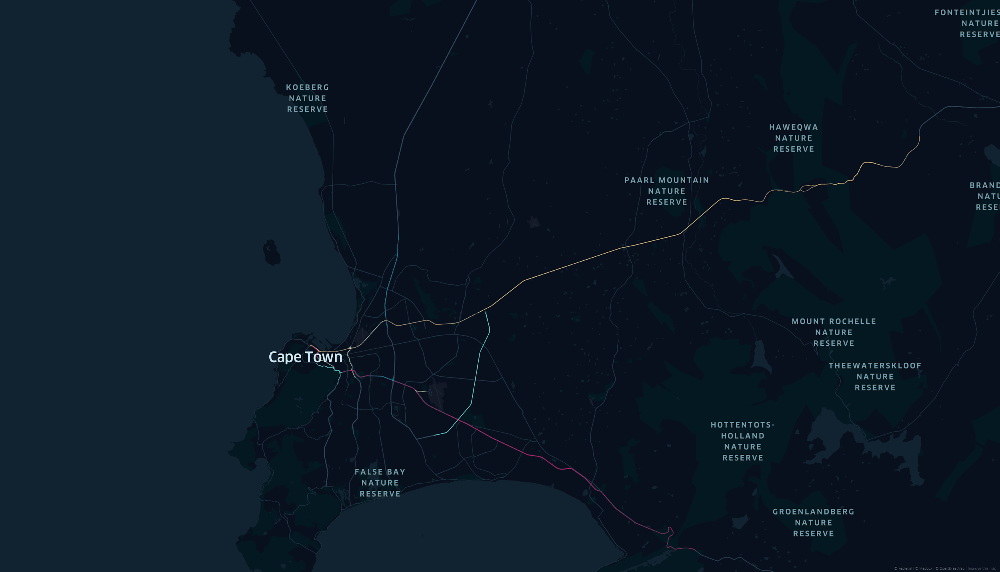 FONTEINTJIES
NATURE
RESERVE
KOEBERG
NATURE
RESERVE
HAWEQWA
NATURE
RESERVE
PAARL MOUNTAIN
NATURE
RESERVE
BRAND
NATU
RESE
MOUNT ROCHELLE
NATURE
RESERVE
Cape Town
THEEWATERSKLOOF
NATURE
RESERVE
HOTTENTOTS-
HOLLAND
NATURE
RESERVE
FALSE BAY
NATURE
RESERVE
GROENLANDBERG
NATURE
RESERVE
© kepler.gl | © Mapbox | © OpenStreetMap | Improve this map